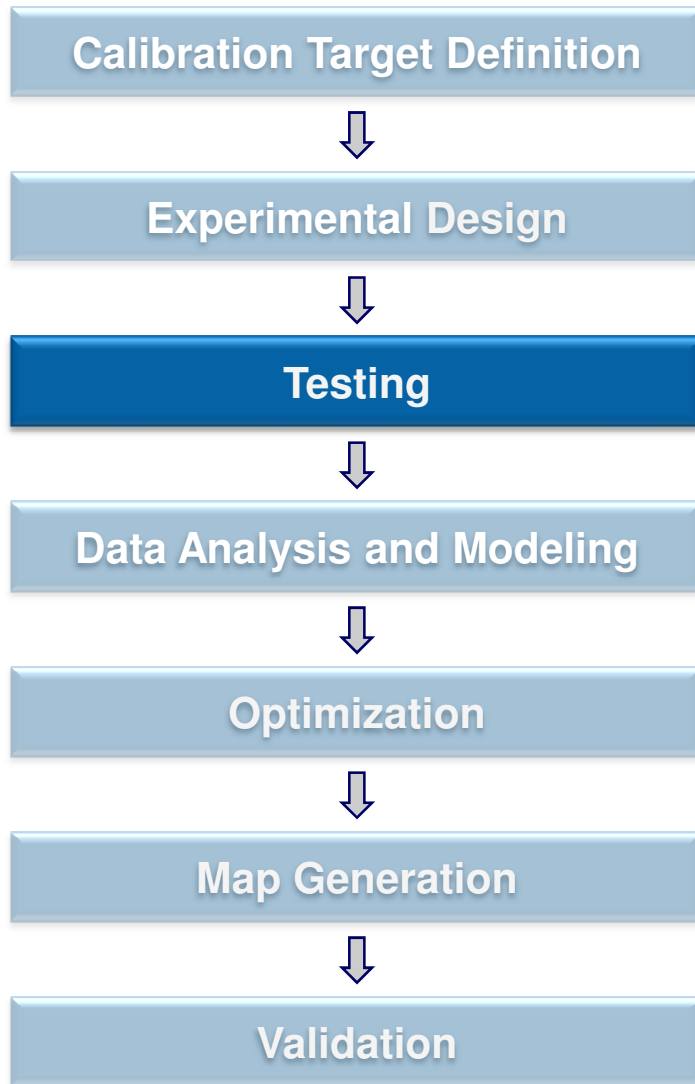 Calibration Target Definition
Experimental Design
Testing
Data Analysis and Modeling
Optimization
Map Generation
Validation